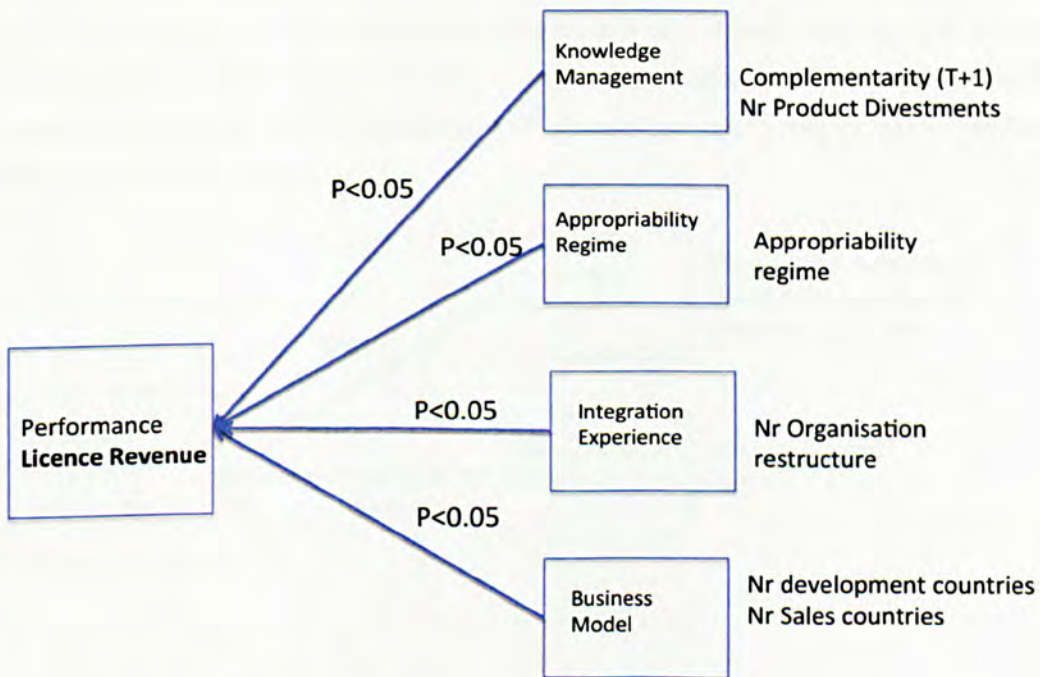 Knowledge
Management
Complementarity (T+1)
Nr Product Divestments
P<0.05
Appropriability
Regime
P<0.05
Appropriability
regime
Performance
Licence Revenue
P<0.05
Integration
Experience
Nr Organisation
restructure
P<0.05
Business
Model
Nr development countries
Nr Sales countries